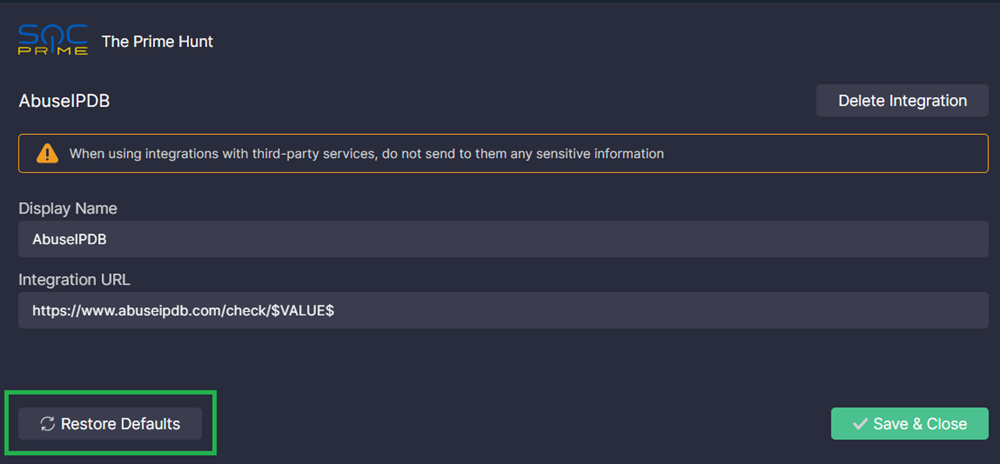 SOC
PRIME
The Prime Hunt
AbuseIPDB
Delete Integration
When using integrations with third-party services, do not send to them any sensitive information
Display Name
AbuseIPDB
Integration URL
https://www.abuseipdb.com/check/$VALUE$
Restore Defaults
Save & Close